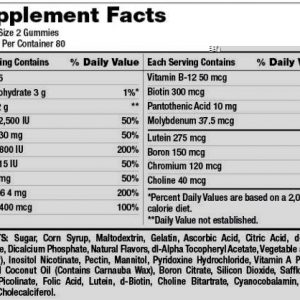 pplement Facts
Size 2 Gummies
Per Container 80
ing Contains % Daily Value
ohydrate 3 g 1%*
g **
2,500 IU 50%
30 mg 50%
800 IU 200%
15 IU 50%
mg 50%
6 4 mg 200%
400 mcg 100%
Each Serving Contains % Daily V
Vitamin B-12 50 mcg
Biotin 300 mcg
Pantothenic Acid 10 mg
Molybdenum 37.5 mcg
Lutein 275 mcg
Boron 150 mcg
Chromium 120 mcg
Choline 40 mcg
*Percent Daily Values are based on a 2,0
calorie diet.
**Daily Value not established.
TS: Sugar, Corn Syrup, Maltodextrin, Gelatin, Ascorbic Acid, Citric Acid, d-
e, Dicalcium Phosphate, Natural Flavors, dl-Alpha Tocopheryl Acetate, Vegetable
), Inositol Nicotinate, Pectin, Mannitol, Pyridoxine Hydrochloride, Vitamin A P
l Coconut Oil (Contains Carnauba Wax), Boron Citrate, Silicon Dioxide, Saffl
Picolinate, Folic Acid, Lutein, d-Biotin, Choline Bitartrate, Cyanocobalamin,
Cholecalciferol.